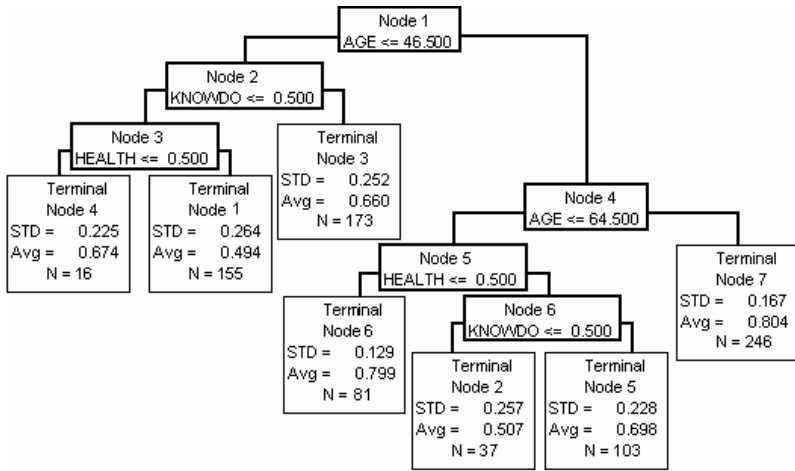 Node 1
AGE <= 46.500
Node 2
KNOWDO <= 0.500
Node 3
HEALTH <= 0.500
Terminal
Node 4
STD = 0.225
Avg = 0.674
N = 16
Terminal
Node 1
STD = 0.264
Avg = 0.494
N = 155
Terminal
Node 3
STD = 0.252
Avg = 0.660
N = 173
Node 4
AGE <= 64.500
Node 5
HEALTH <= 0.500
Terminal
Node 6
STD = 0.129
Avg = 0.799
N = 81
Node 6
KNOWDO <= 0.500
Terminal
Node 2
STD = 0.257
Avg = 0.507
N = 37
Terminal
Node 5
STD = 0.228
Avg = 0.698
N = 103
Terminal
Node 7
STD = 0.167
Avg = 0.804
N = 246